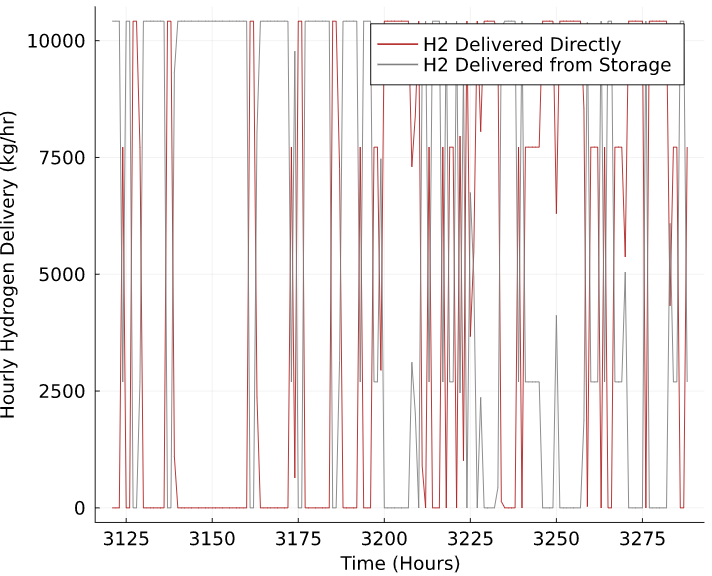 Hourly Hydrogen Delivery (kg/hr)
10000
7500
5000
2500
0
H2 Delivered Directly
H2 Delivered from Storage
3125 3150 3175 3200 3225 3250 3275
Time (Hours)